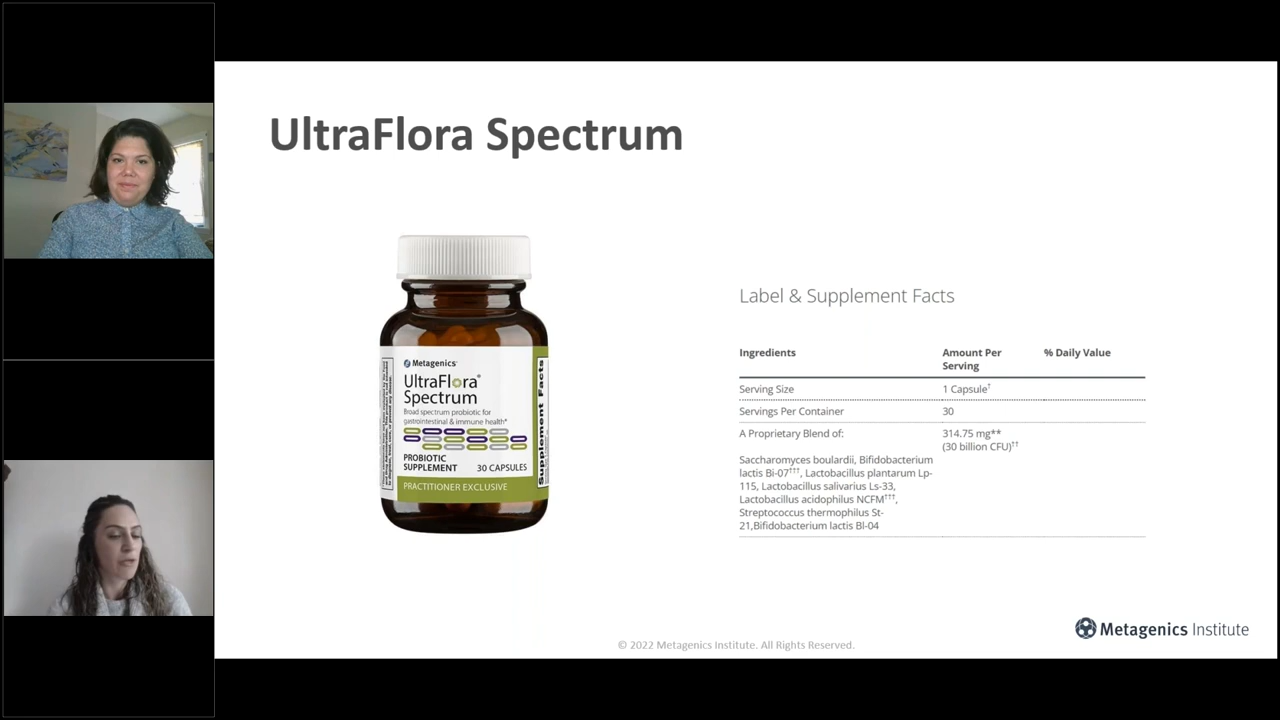 UltraFlora Spectrum
Metagenics®
UltraFlora®
Spectrum
Broad spectrum probiotic for
gastrointestinal & immune health*
PROBIOTIC
SUPPLEMENT 30 CAPSULES
PRACTITIONER EXCLUSIVE
Supplement Facts
Label & Supplement Facts
Ingredients Amount Per Serving % Daily Value
Serving Size 1 Capsule†
Servings Per Container 30
A Proprietary Blend of: 314.75 mg**
(30 billion CFU)††
Saccharomyces boulardii, Bifidobacterium
lactis Bi-07†††, Lactobacillus plantarum Lp-
115, Lactobacillus salivarius Ls-33,
Lactobacillus acidophilus NCFM†††,
Streptococcus thermophilus St-
21,Bifidobacterium lactis Bl-04
Metagenics Institute
© 2022 Metagenics Institute. All Rights Reserved.